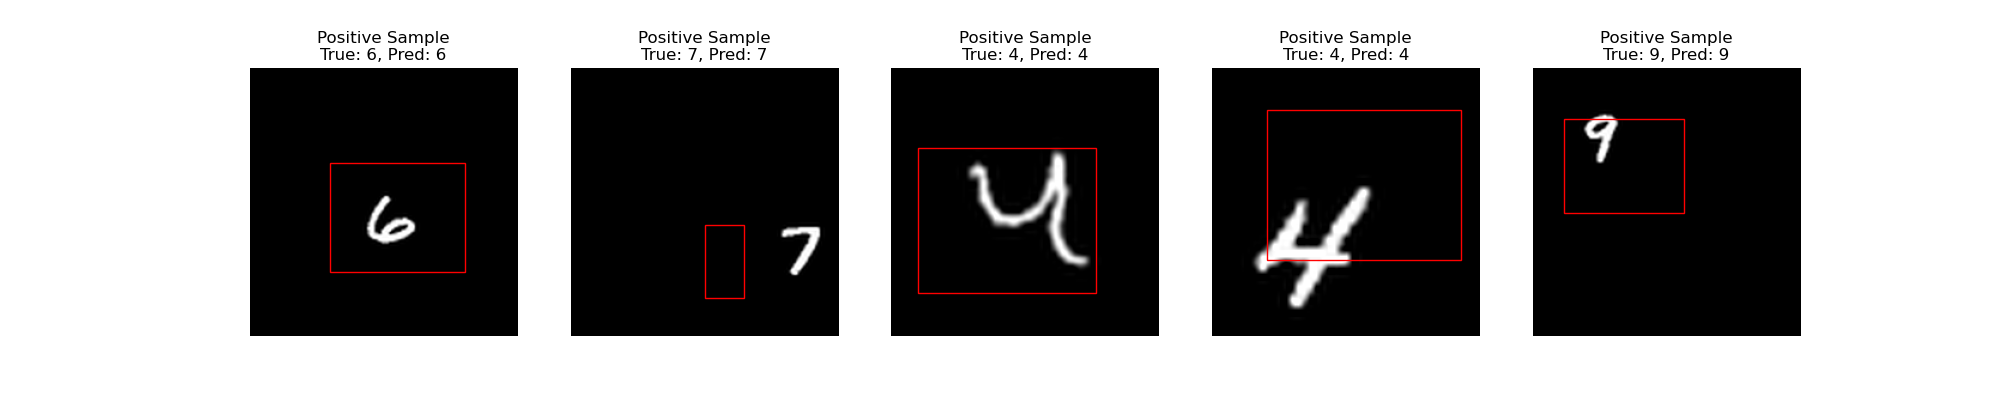 Positive Sample
True: 6, Pred: 6
6
Positive Sample
True: 7, Pred: 7
7
Positive Sample
True: 4, Pred: 4
4
Positive Sample
True: 4, Pred: 4
4
Positive Sample
True: 9, Pred: 9
9